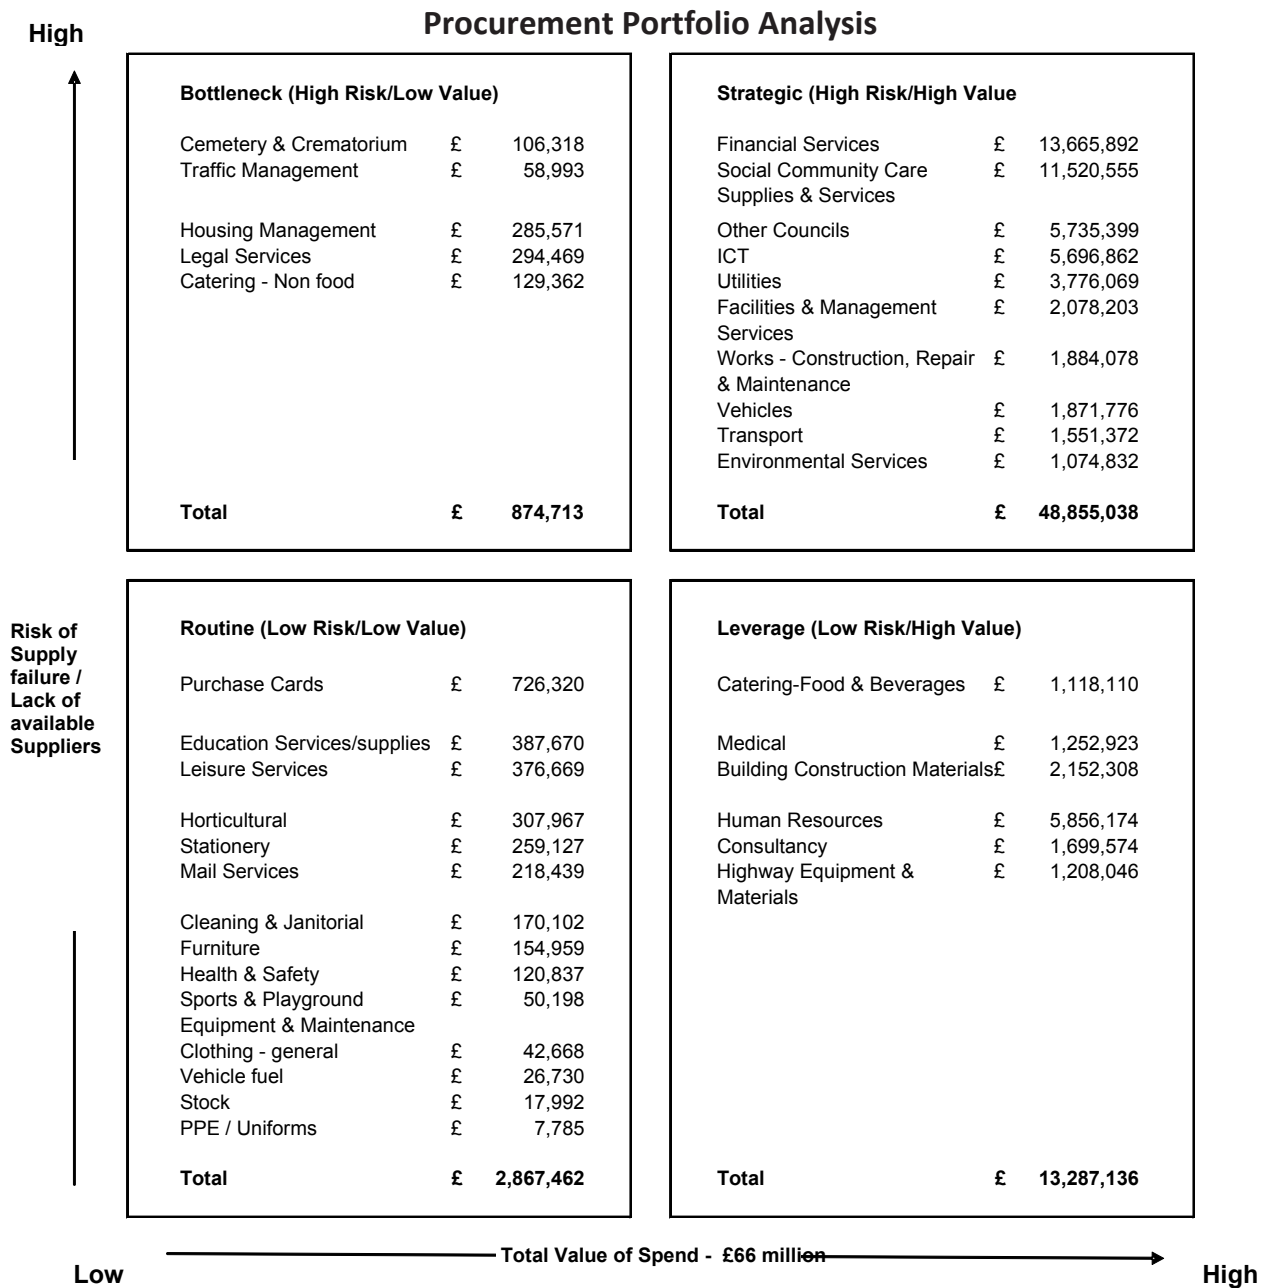 Procurement Portfolio Analysis
High
Bottleneck (High Risk/Low Value)
Cemetery & Crematorium £ 106,318
Traffic Management £ 58,993
Housing Management £ 285,571
Legal Services £ 294,469
Catering - Non food £ 129,362
Total £ 874,713
Strategic (High Risk/High Value
Financial Services £ 13,665,892
Social Community Care £ 11,520,555
Supplies & Services
Other Councils £ 5,735,399
ICT £ 5,696,862
Utilities £ 3,776,069
Facilities & Management £ 2,078,203
Services
Works - Construction, Repair £ 1,884,078
& Maintenance
Vehicles £ 1,871,776
Transport £ 1,551,372
Environmental Services £ 1,074,832
Total £ 48,855,038
Risk of
Supply
failure /
Lack of
available
Suppliers
Routine (Low Risk/Low Value)
Purchase Cards £ 726,320
Education Services/supplies £ 387,670
Leisure Services £ 376,669
Horticultural £ 307,967
Stationery £ 259,127
Mail Services £ 218,439
Cleaning & Janitorial £ 170,102
Furniture £ 154,959
Health & Safety £ 120,837
Sports & Playground £ 50,198
Equipment & Maintenance
Clothing - general £ 42,668
Vehicle fuel £ 26,730
Stock £ 17,992
PPE / Uniforms £ 7,785
Total £ 2,867,462
Leverage (Low Risk/High Value)
Catering-Food & Beverages £ 1,118,110
Medical £ 1,252,923
Building Construction Materials£ 2,152,308
Human Resources £ 5,856,174
Consultancy £ 1,699,574
Highway Equipment & £ 1,208,046
Materials
Total £ 13,287,136
Total Value of Spend - £66 million
Low
High